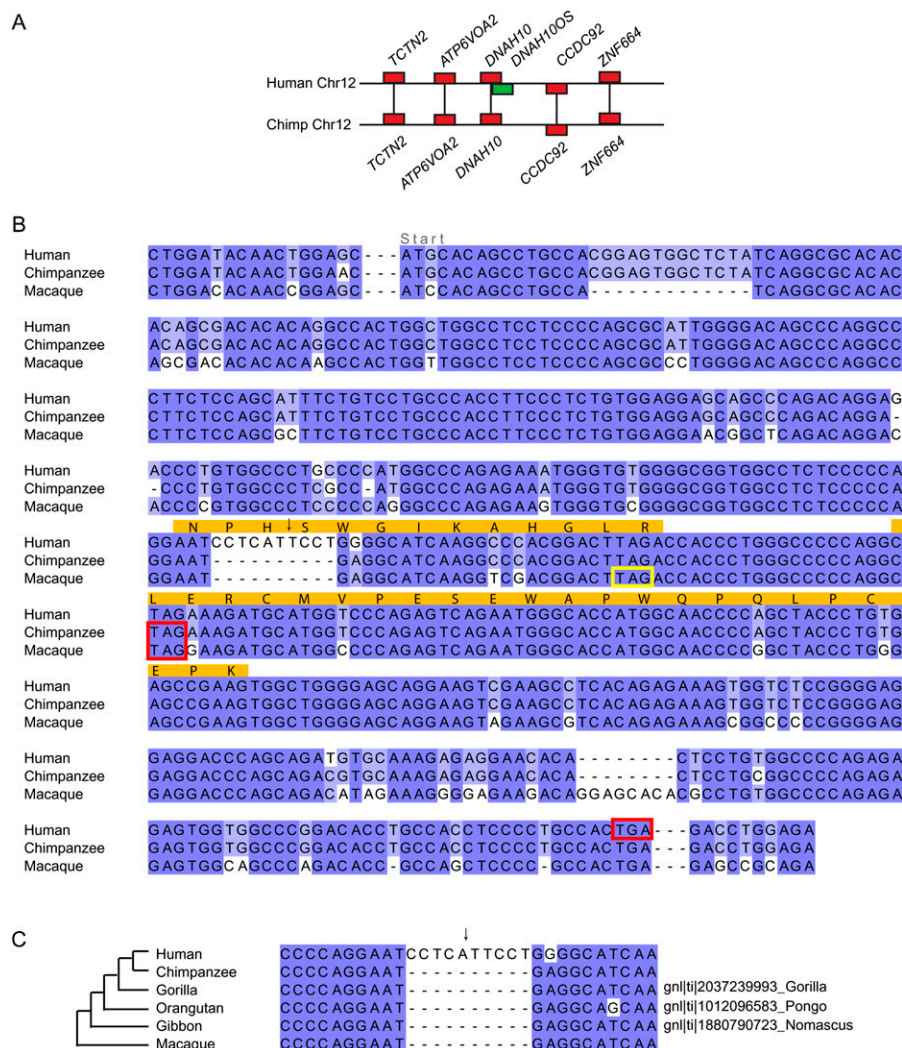 A
TCTN2 ATP6VOA2 DNAH10 DNAH10OS CCDC92 ZNF664
Human Chr12
Chimp Chr12
TCTN2 ATP6VOA2 DNAH10 CCDC92 ZNF664
B
Start
Human CTGGATACAACTGGAGC---ATGCACAGCCTGCCACGGAGTGGCTCTATCAGGCGCACAC
Chimpanzee CTGGATACAACTGGAAC---ATGCACAGCCTGCCACGGAGTGGCTCTATCAGGCGCACAC
Macaque CTGGACACAACCGGAGC---ATCCACAGCCTGCCA-------------TCAGGCGCACAC
Human ACAGCGACACACAGGCCACTGGCTGGCCTCCTCCCCAGCGCATTGGGGACAGCCCAGGCC
Chimpanzee ACAGCGACACACAGGCCACTGGCTGGCCTCCTCCCCAGCGCATTGGGGACAGCCCAGGCC
Macaque AGCGACACACACAAGCCACTGGTTGGCCTCCTCCCCAGCGCCCTGGGGACAGCCCAGGCC
Human CTTCTCCAGCATTTCTGTCCTGCCCACCTTCCCTCTGTGGAGGAGCAGCCCAGACAGGAG
Chimpanzee CTTCTCCAGCATTTCTGTCCTGCCCACCTTCCCTCTGTGGAGGAGCAGCCCAGACAGGA-
Macaque CTTCTCCAGCGCTTCTGTCCTGCCCACCTTCCCTCTGTGGAGGAACGGCTCAGACAGGAC
Human ACCCTGTGGCCCTGCCCCATGGCCCAGAGAAATGGGTGTGGGGCGGTGGCCTCTCCCCCA
Chimpanzee -CCCTGTGGCCCTCGCC-ATGGCCCAGAGAAATGGGTGTGGGGCGGTGGCCTCTCCCCCA
Macaque ACCCCGTGGCCCTCCCCCAGGGCCCAGAGAAGTGGGTGCGGGGCGGTGGCCTCTCCCCCA
N P H ↓ S W G I K A H G L R
Human GGAATCCTCATTCCTGGGGCATCAAGGCCCACGGACTTAGACCACCCTGGGCCCCCAGGC
Chimpanzee GGAAT----------GAGGCATCAAGGCCCACGGACTTAGACCACCCTGGGCCCCCAGGC
Macaque GGAAT----------GAGGCATCAAGGTCGACGGACTTAGACCACCCTGGGCCCCCAGGC
L E R C M V P E S E W A P W Q P Q L P C
Human TAGAAAGATGCATGGTCCCAGAGTCAGAATGGGCACCATGGCAACCCCAGCTACCCTGTG
Chimpanzee TAGAAAGATGCATGGTCCCAGAGTCAGAATGGGCACCATGGCAACCCCAGCTACCCTGTG
Macaque TAGGAAGATGCATGGCCCCAGAGTCAGAATGGGCACCATGGCAACCCCGGCTACCCTGGG
E P K
Human AGCCGAAGTGGCTGGGGAGCAGGAAGTCGAAGCCTCACAGAGAAAGTGGTCTCCGGGGAG
Chimpanzee AGCCGAAGTGGCTGGGGAGCAGGAAGTCGAAGCCTCACAGAGAAAGTGGTCTCCGGGGAG
Macaque AGCCGAAGTGGCTGGGGAGCAGGAAGTAGAAGCGTCACAGAGAAAGCGGCCCCCGGGGAG
Human GAGGACCCAGCAGATGTGCAAAGAGAGGAACACA--------CTCCTGTGGCCCCAGAGA
Chimpanzee GAGGACCCAGCAGACGTGCAAAGAGAGGAACACA--------CTCCTGCGGCCCCAGAGA
Macaque GAGGACCCAGCAGACATAGAAAGGGGAGAAGACAGGAGCACACGCCTGTGGCCCCAGAGA
Human GAGTGGTGGCCCGGACACCTGCCACCTCCCCTGCCACTGA---GACCTGGAGA
Chimpanzee GAGTGGTGGCCCGGACACCTGCCACCTCCCCTGCCACTGA---GACCTGGAGA
Macaque GAGTGGCAGCCCAGACACC-GCCAGCTCCCC-GCCACTGA---GAGCCGCAGA
C
↓
Human CCCCAGGAATCCTCATTCCTGGGGCATCAA
Chimpanzee CCCCAGGAAT----------GAGGCATCAA
Gorilla CCCCAGGAAT----------GAGGCATCAA gnl|ti|2037239993_Gorilla
Orangutan CCCCAGGAAT----------GAGGCAGCAA gnl|ti|1012096583_Pongo
Gibbon CCCCAGGAAT----------GAGGCATCAA gnl|ti|1880790723_Nomascus
Macaque CCCCAGGAAT----------GAGGCATCAA